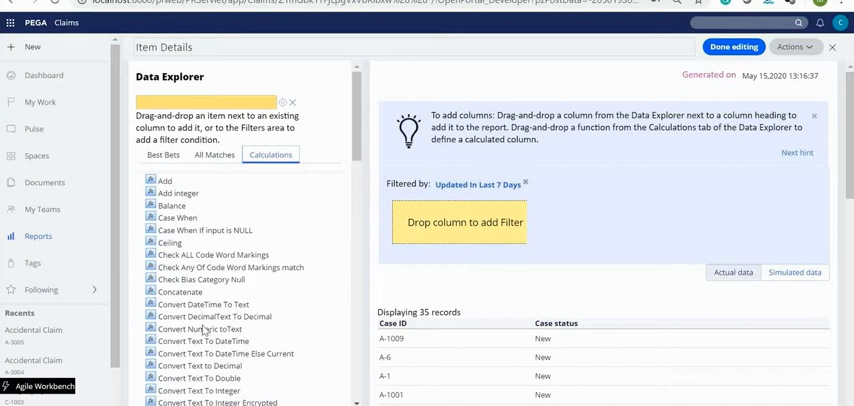 PEGA Claims
C
New
Item Details
Done editing
Actions
Dashboard
My Work
Pulse
Spaces
Documents
My Teams
Reports
Tags
Following
Recents
Accidental Claim
A-3005
Accidental Claim
A-3004
Agile Workbench
C-1003
Data Explorer
Drag-and-drop an item next to an existing
column to add it, or to the Filters area to
add a filter condition.
Best Bets
All Matches
Calculations
Add
Add integer
Balance
Case When
Case When If input is NULL
Ceiling
Check ALL Code Word Markings
Check Any Of Code Word Markings match
Check Bias Category Null
Concatenate
Convert DateTime To Text
Convert DecimalText To Decimal
Convert Numeric toText
Convert Text To DateTime
Convert Text To DateTime Else Current
Convert Text to Decimal
Convert Text To Double
Convert Text To Integer
Convert Text To Integer Encrypted
Generated on May 15,2020 13:16:37
To add columns: Drag-and-drop a column from the Data Explorer next to a column heading to
add it to the report. Drag-and-drop a function from the Calculations tab of the Data Explorer to
define a calculated column.
Next hint
Filtered by: Updated In Last 7 Days
Drop column to add Filter
Actual data
Simulated data
Displaying 35 records
Case ID Case status
A-1009 New
A-6 New
A-1 New
A-1001 New